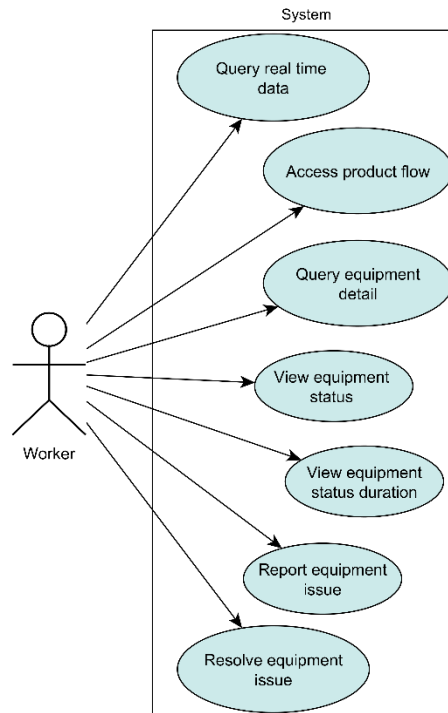 System
Query real time
data
Access product flow
Query equipment
detail
View equipment
status
Worker
View equipment
status duration
Report equipment
issue
Resolve equipment
issue